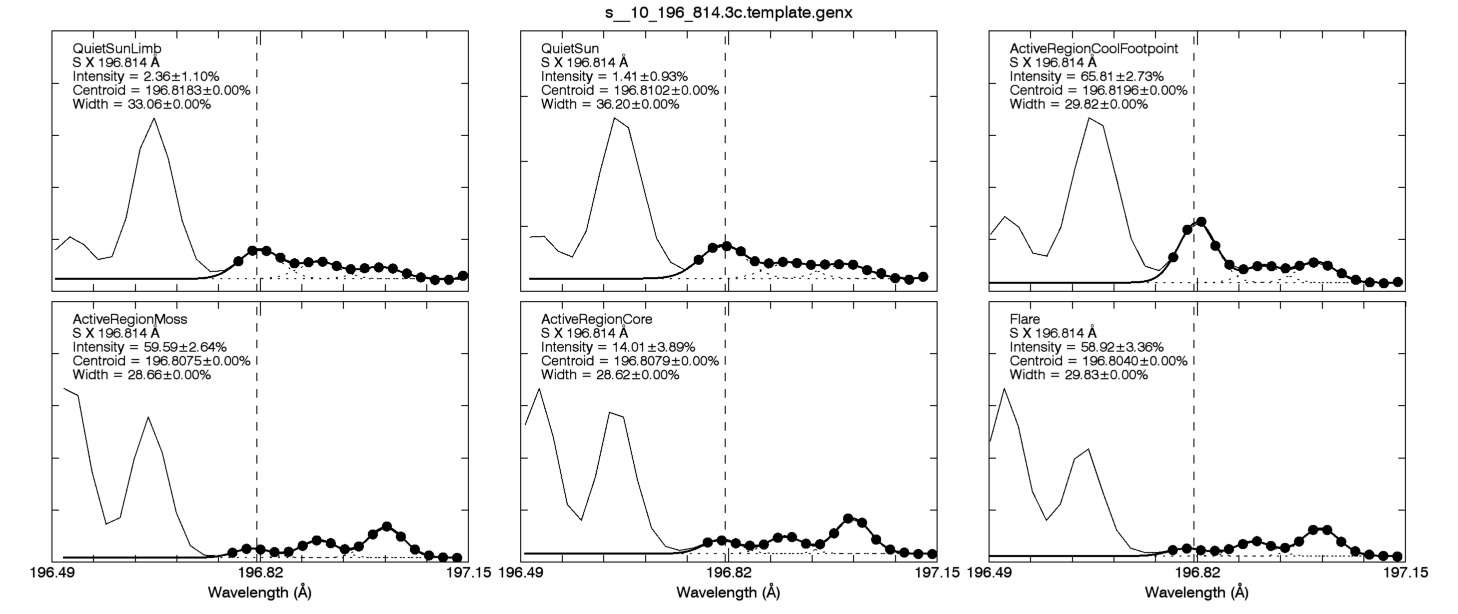 s__10_196_814.3c.template.genx
QuietSunLimb
S X 196.814 Å
Intensity = 2.36±1.10%
Centroid = 196.8183±0.00%
Width = 33.06±0.00%
QuietSun
S X 196.814 Å
Intensity = 1.41±0.93%
Centroid = 196.8102±0.00%
Width = 36.20±0.00%
ActiveRegionCoolFootpoint
S X 196.814 Å
Intensity = 65.81±2.73%
Centroid = 196.8196±0.00%
Width = 29.82±0.00%
ActiveRegionMoss
S X 196.814 Å
Intensity = 59.59±2.64%
Centroid = 196.8075±0.00%
Width = 28.66±0.00%
ActiveRegionCore
S X 196.814 Å
Intensity = 14.01±3.89%
Centroid = 196.8079±0.00%
Width = 28.62±0.00%
Flare
S X 196.814 Å
Intensity = 58.92±3.36%
Centroid = 196.8040±0.00%
Width = 29.83±0.00%
196.49 196.82 197.15 196.49 196.82 197.15 196.49 196.82 197.15
Wavelength (Å) Wavelength (Å) Wavelength (Å)